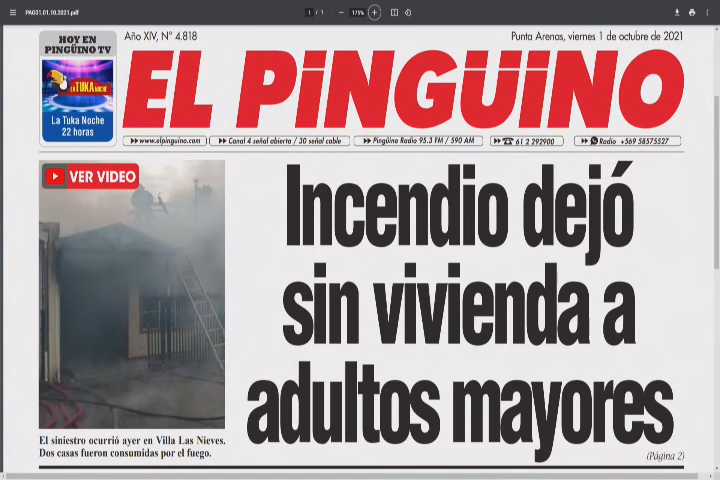 PAG01.01.10.2021.pdf
1 / 1
175%
HOY EN
PINGÜINO TV
LA TUKA NOCHE
La Tuka Noche
22 horas
Año XIV, N° 4.818
Punta Arenas, viernes 1 de octubre de 2021
EL PiNGÜiNO
www.elpinguino.com
Canal 4 señal abierta / 30 señal cable
Pingüino Radio 95.3 FM / 590 AM
61 2 292900
Radio +569 58575527
VER VIDEO
Incendio dejó
sin vivienda a
adultos mayores
(Página 2)
El siniestro ocurrió ayer en Villa Las Nieves.
Dos casas fueron consumidas por el fuego.